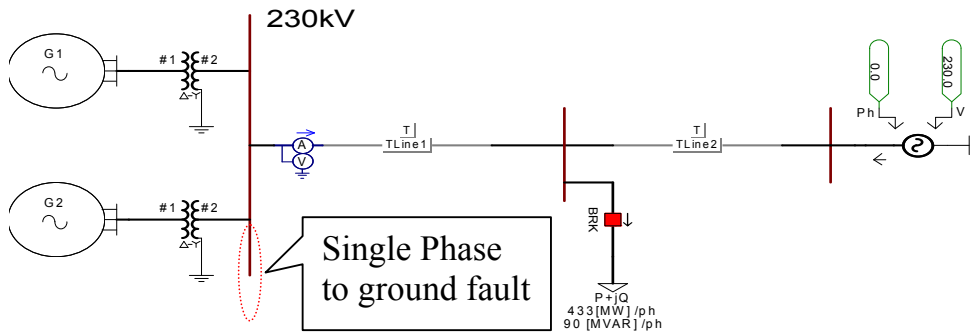 230kV
G1
#1
#2
Δ-Y
0.0
230.0
Ph
V
A
V
T
TLine1
T
TLine2
G2
#1
#2
Δ-Y
BRK
Single Phase
to ground fault
P+jQ
433[MW] /ph
90 [MVAR] /ph